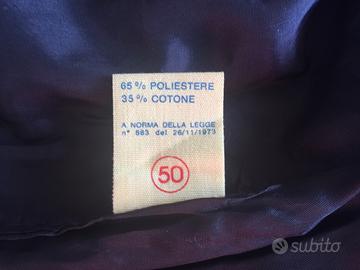 65 % POLIESTERE
35 % COTONE
A NORMA DELLA LEGGE
n° 883 del 26/11/1973
50
subito